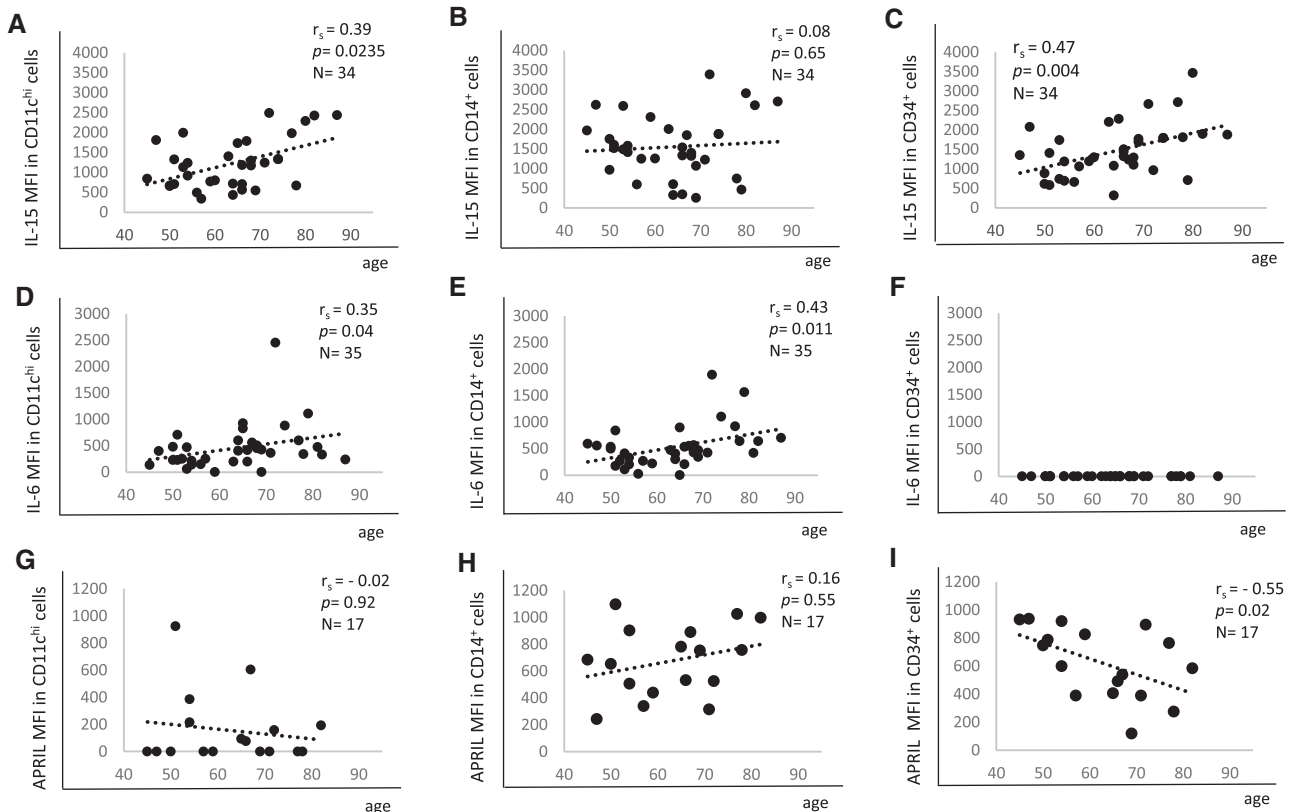 A
IL-15 MFI in CD11c^hi cells
r_s = 0.39
p= 0.0235
N= 34
4000
3500
3000
2500
2000
1500
1000
500
0
40 50 60 70 80 90
age
B
IL-15 MFI in CD14^+ cells
r_s = 0.08
p= 0.65
N= 34
4000
3500
3000
2500
2000
1500
1000
500
0
40 50 60 70 80 90
age
C
IL-15 MFI in CD34^+ cells
r_s = 0.47
p= 0.004
N= 34
4000
3500
3000
2500
2000
1500
1000
500
0
40 50 60 70 80 90
age
D
IL-6 MFI in CD11c^hi cells
r_s = 0.35
p= 0.04
N= 35
3000
2500
2000
1500
1000
500
0
40 50 60 70 80 90
age
E
IL-6 MFI in CD14^+ cells
r_s = 0.43
p= 0.011
N= 35
3000
2500
2000
1500
1000
500
0
40 50 60 70 80 90
age
F
IL-6 MFI in CD34^+ cells
3000
2500
2000
1500
1000
500
0
40 50 60 70 80 90
age
G
APRIL MFI in CD11c^hi cells
r_s = - 0.02
p= 0.92
N= 17
1200
1000
800
600
400
200
0
40 50 60 70 80 90
age
H
APRIL MFI in CD14^+ cells
r_s = 0.16
p= 0.55
N= 17
1200
1000
800
600
400
200
0
40 50 60 70 80 90
age
I
APRIL MFI in CD34^+ cells
r_s = - 0.55
p= 0.02
N= 17
1200
1000
800
600
400
200
0
40 50 60 70 80 90
age